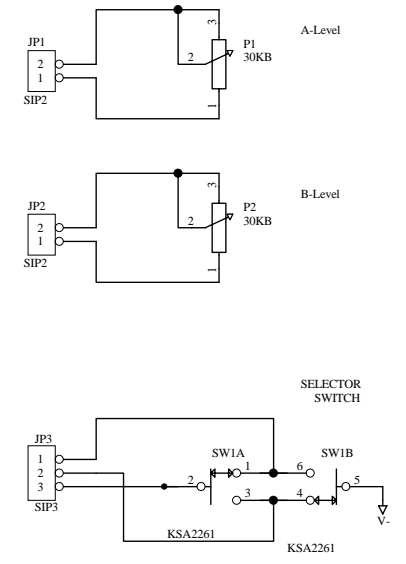 3
A-Level
JP1
P1
2
2
30KB
1
SIP2
1
3
B-Level
JP2
P2
2
2
30KB
1
SIP2
1
SELECTOR
SWITCH
JP3
SW1A
SW1B
1
1
6
2
2
5
3
3
4
SIP3
V-
KSA2261
KSA2261